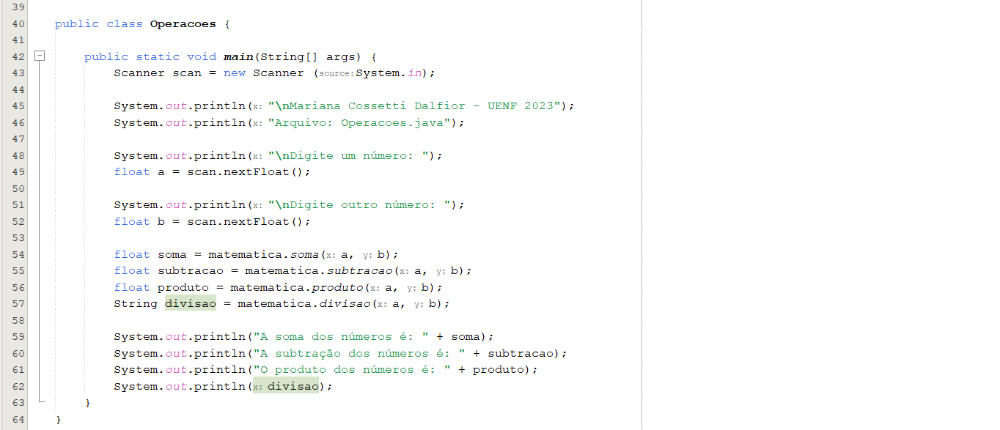 39
40 public class Operacoes {
41
42 public static void main(String[] args) {
43 Scanner scan = new Scanner (source:System.in);
44
45 System.out.println(x: "\nMariana Cossetti Dalfior - UENF 2023");
46 System.out.println(x: "Arquivo: Operacoes.java");
47
48 System.out.println(x: "\nDigite um número: ");
49 float a = scan.nextFloat();
50
51 System.out.println(x: "\nDigite outro número: ");
52 float b = scan.nextFloat();
53
54 float soma = matematica.soma(x: a, y: b);
55 float subtracao = matematica.subtracao(x: a, y: b);
56 float produto = matematica.produto(x: a, y: b);
57 String divisao = matematica.divisao(x: a, y: b);
58
59 System.out.println("A soma dos números é: " + soma);
60 System.out.println("A subtração dos números é: " + subtracao);
61 System.out.println("O produto dos números é: " + produto);
62 System.out.println(x: divisao);
63 }
64 }